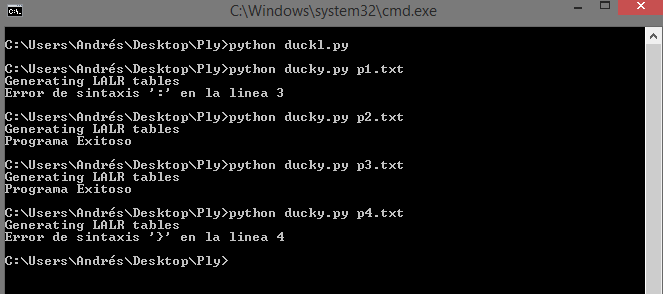 C:\Windows\system32\cmd.exe
C:\Users\Andrés\Desktop\Ply>python duckl.py
C:\Users\Andrés\Desktop\Ply>python ducky.py p1.txt
Generating LALR tables
Error de sintaxis ':' en la linea 3
C:\Users\Andrés\Desktop\Ply>python ducky.py p2.txt
Generating LALR tables
Programa Exitoso
C:\Users\Andrés\Desktop\Ply>python ducky.py p3.txt
Generating LALR tables
Programa Exitoso
C:\Users\Andrés\Desktop\Ply>python ducky.py p4.txt
Generating LALR tables
Error de sintaxis '}' en la linea 4
C:\Users\Andrés\Desktop\Ply>